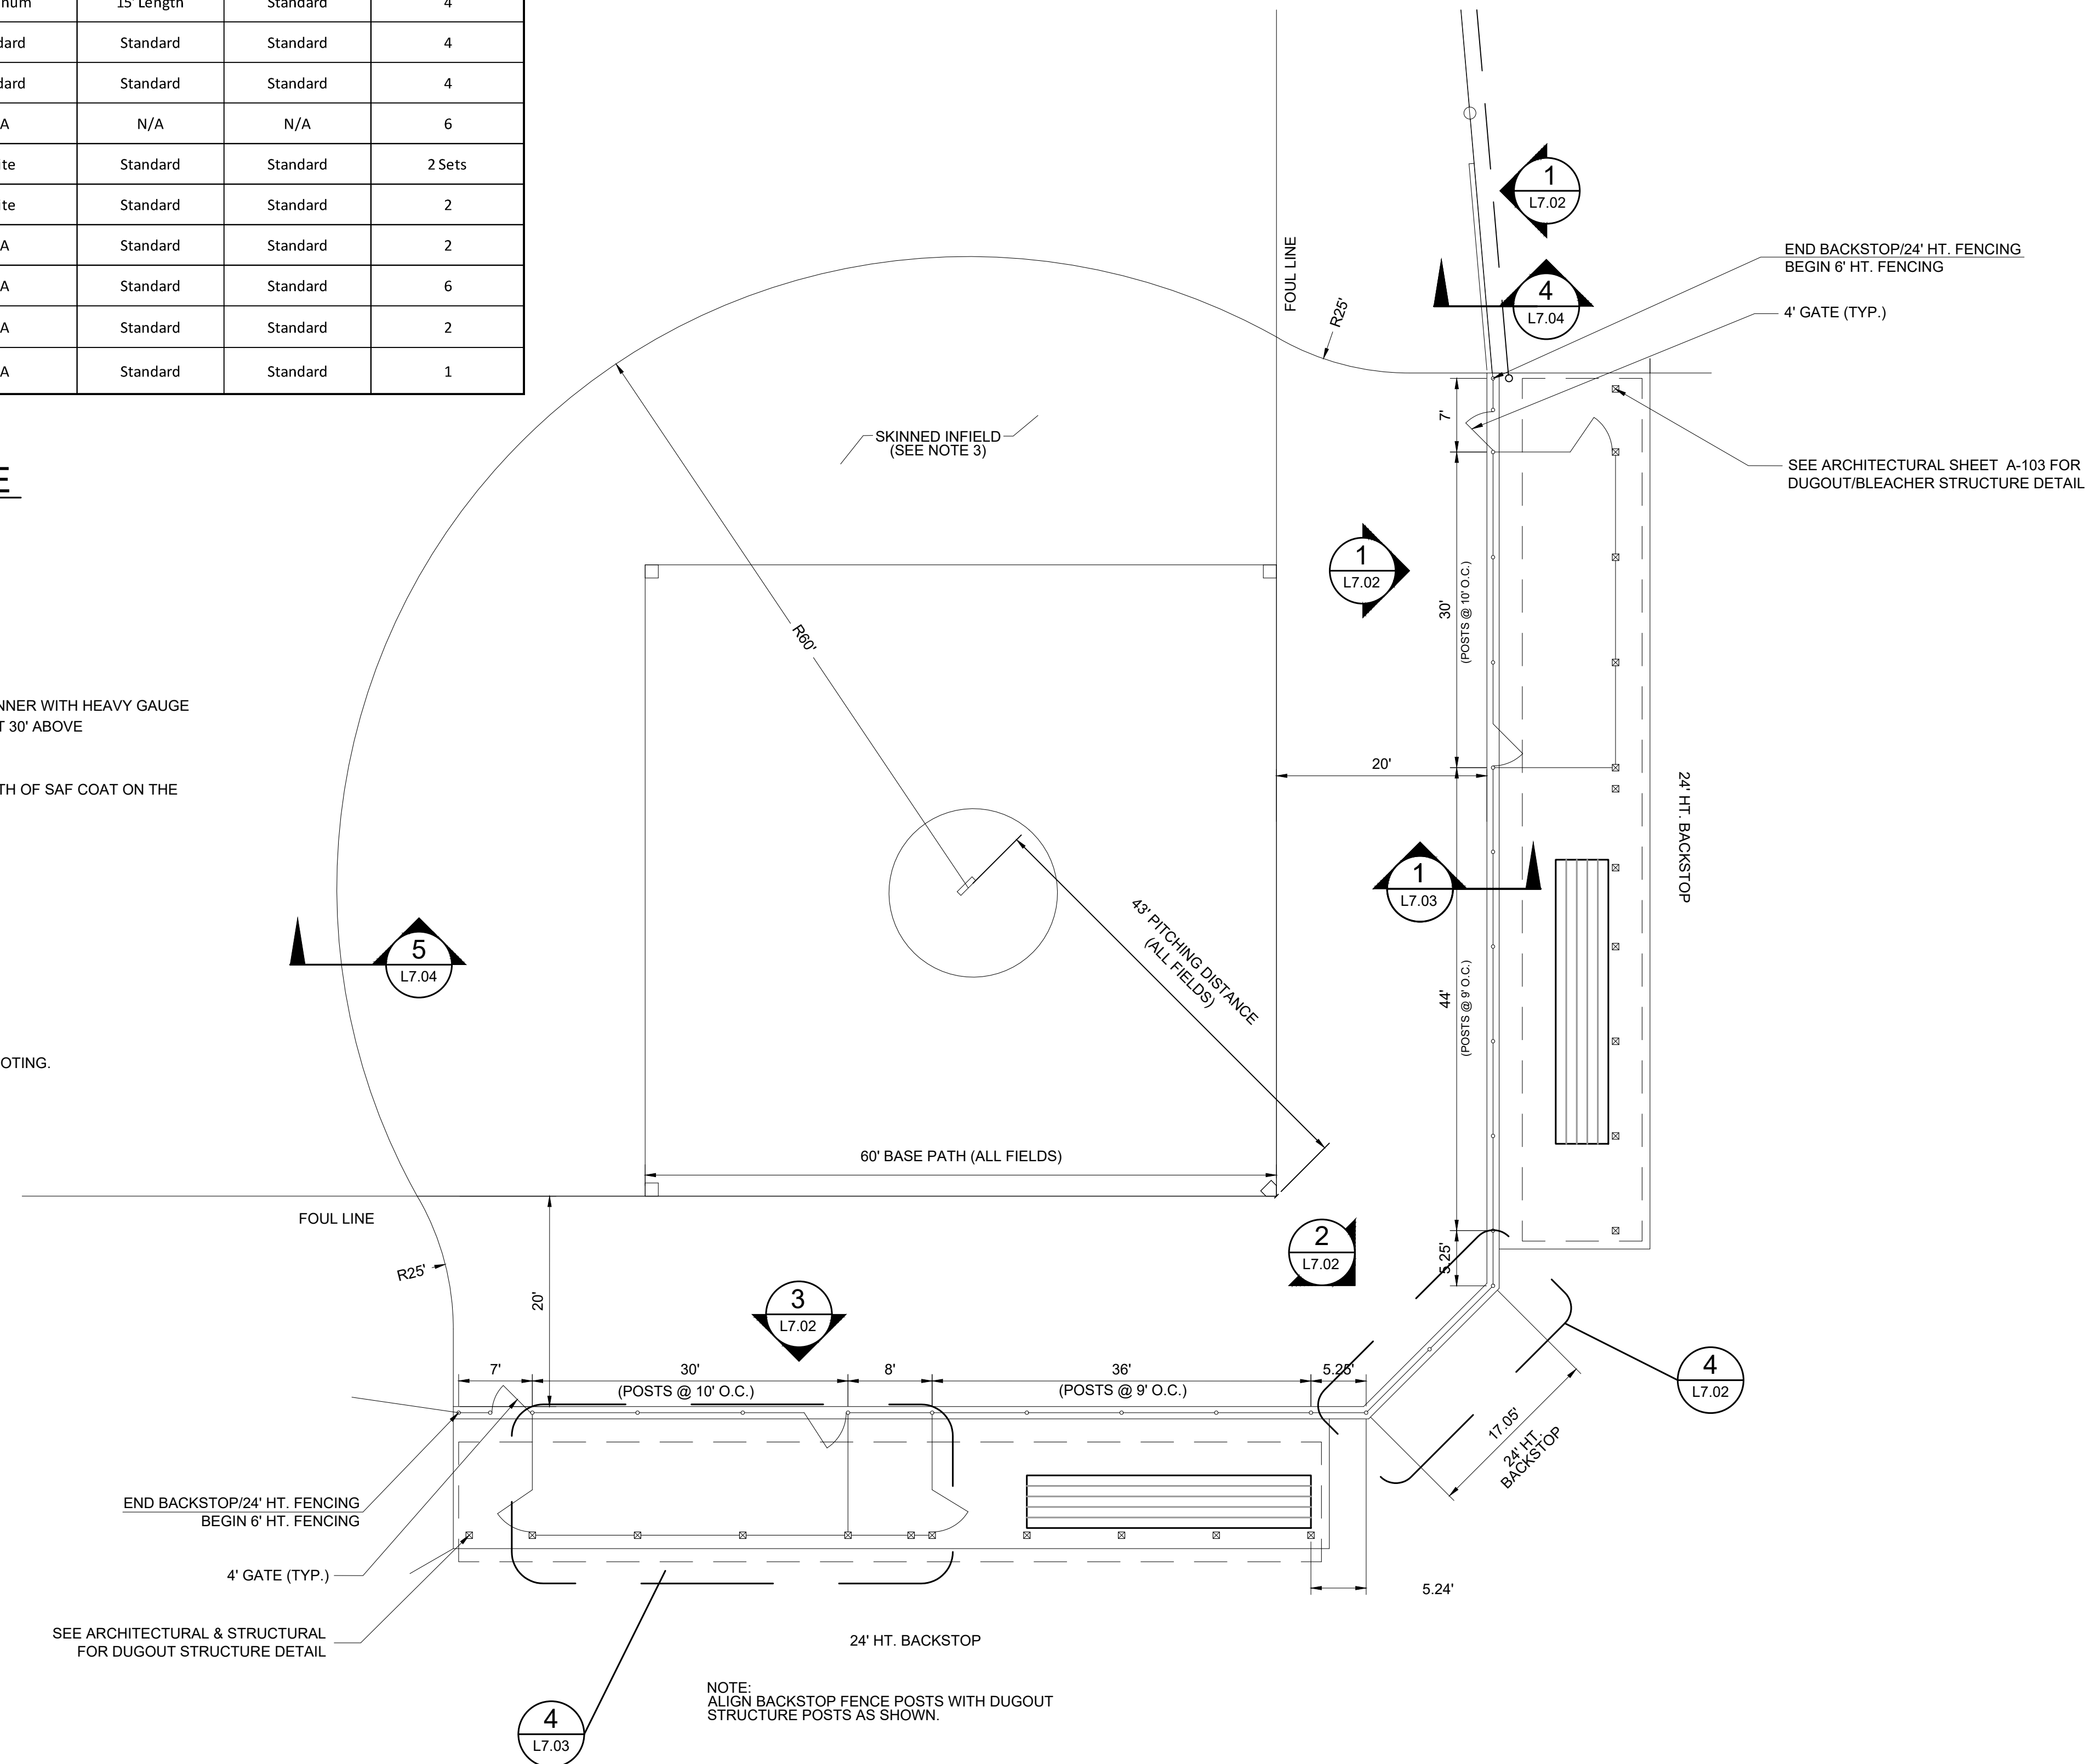 15' Length Standard 4
Standard Standard 4
Standard Standard 4
N/A N/A 6
Standard Standard 2 Sets
Standard Standard 2
Standard Standard 2
Standard Standard 6
Standard Standard 2
Standard Standard 1
E
NNER WITH HEAVY GAUGE
T 30' ABOVE
TH OF SAF COAT ON THE
OTING.
FOUL LINE
R25'
1
L7.02
4
L7.04
END BACKSTOP/24' HT. FENCING
BEGIN 6' HT. FENCING
4' GATE (TYP.)
SEE ARCHITECTURAL SHEET A-103 FOR
DUGOUT/BLEACHER STRUCTURE DETAIL
SKINNED INFIELD
(SEE NOTE 3)
7'
30'
(POSTS @ 10' O.C.)
1
L7.02
R60'
20'
24' HT. BACKSTOP
1
L7.03
43' PITCHING DISTANCE
(ALL FIELDS)
44'
(POSTS @ 9' O.C.)
5
L7.04
60' BASE PATH (ALL FIELDS)
FOUL LINE
R25'
20'
2
L7.02
5.25'
3
L7.02
7'
30'
(POSTS @ 10' O.C.)
8'
36'
(POSTS @ 9' O.C.)
5.25'
4
L7.02
17.05'
24' HT.
BACKSTOP
END BACKSTOP/24' HT. FENCING
BEGIN 6' HT. FENCING
4' GATE (TYP.)
5.24'
SEE ARCHITECTURAL & STRUCTURAL
FOR DUGOUT STRUCTURE DETAIL
24' HT. BACKSTOP
NOTE:
ALIGN BACKSTOP FENCE POSTS WITH DUGOUT
STRUCTURE POSTS AS SHOWN.
4
L7.03